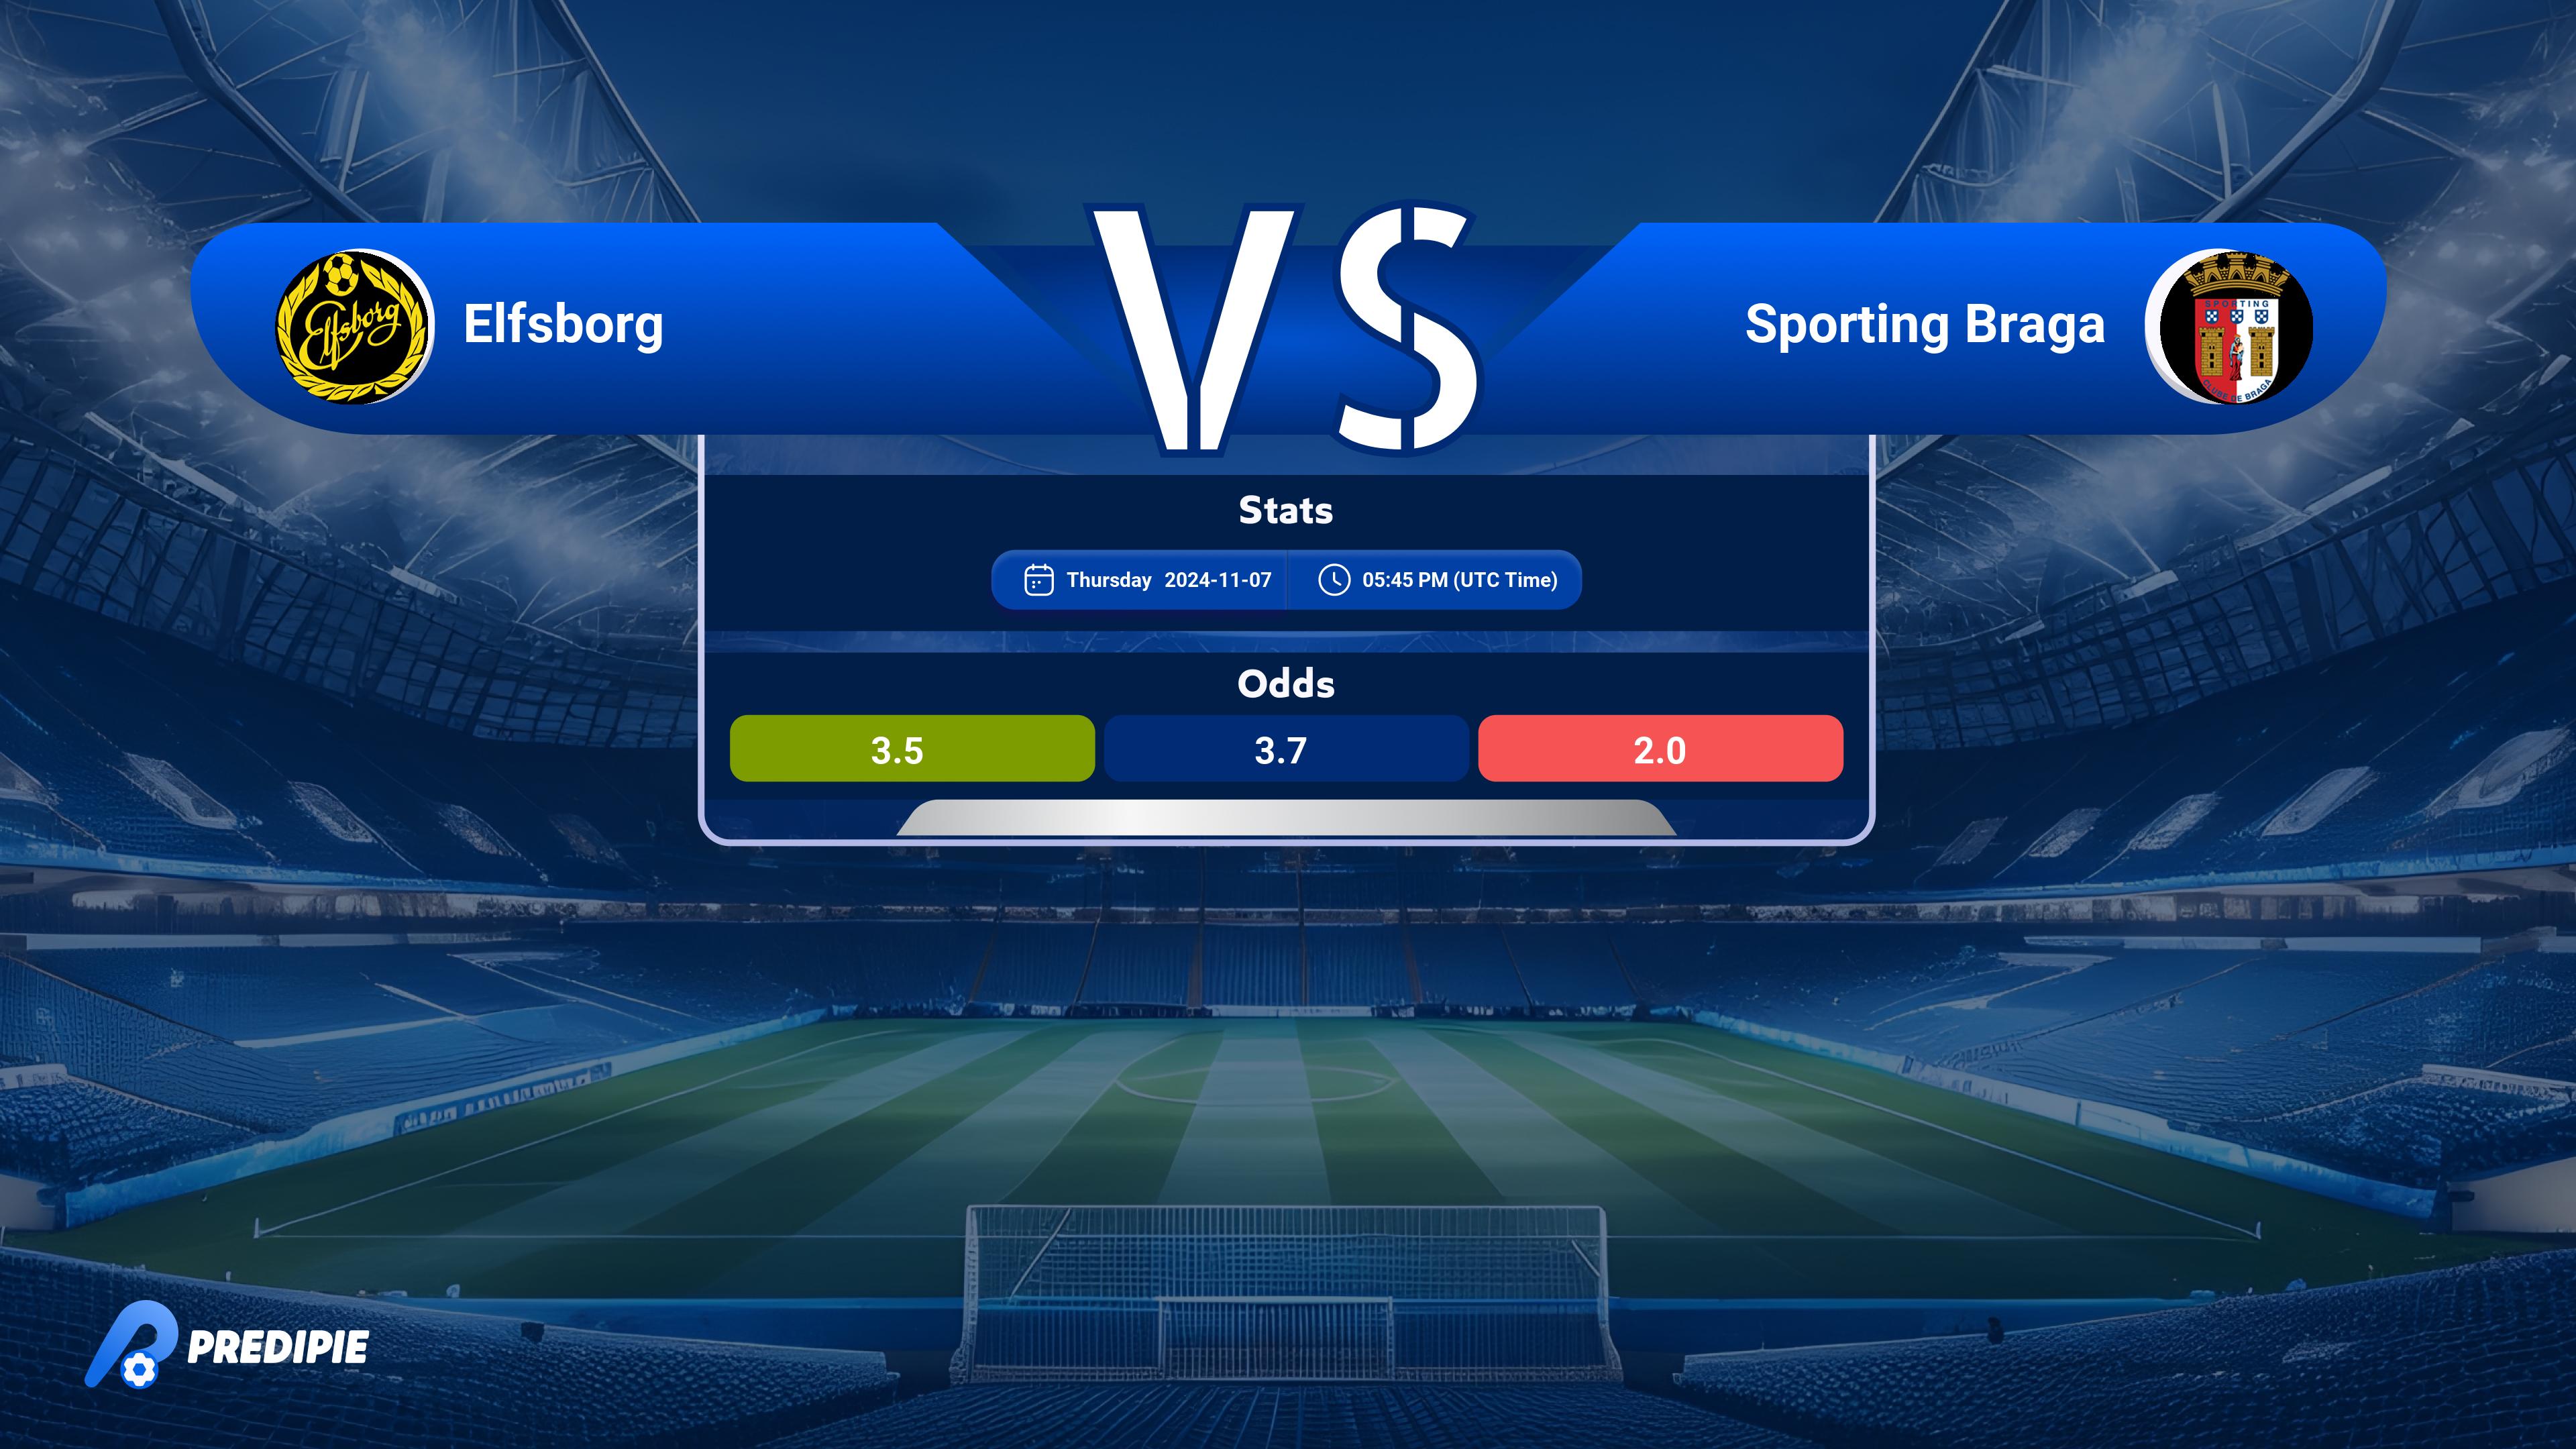 VS
Elfsborg
Elfsborg
Sporting Braga
SPORTING
CLUBE DE BRAGA
Stats
Thursday 2024-11-07
05:45 PM (UTC Time)
Odds
3.5
3.7
2.0
PREDIPIE